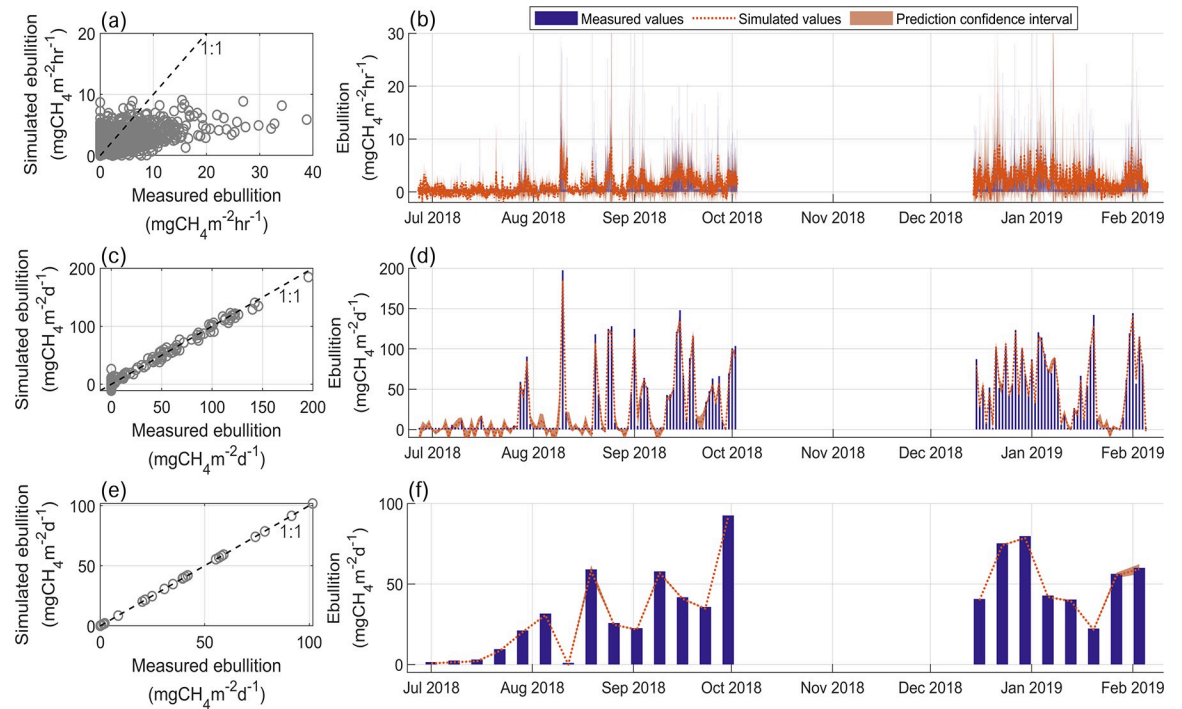 Measured values Simulated values Prediction confidence interval
(a)
Simulated ebullition
(mgCH4m-2hr-1)
20
10
0
1:1
0 10 20 30 40
Measured ebullition
(mgCH4m-2hr-1)
(b)
Ebullition
(mgCH4m-2hr-1)
30
20
10
0
Jul 2018 Aug 2018 Sep 2018 Oct 2018 Nov 2018 Dec 2018 Jan 2019 Feb 2019
(c)
Simulated ebullition
(mgCH4m-2d-1)
200
100
0
1:1
0 50 100 150 200
Measured ebullition
(mgCH4m-2d-1)
(d)
Ebullition
(mgCH4m-2d-1)
200
150
100
50
0
Jul 2018 Aug 2018 Sep 2018 Oct 2018 Nov 2018 Dec 2018 Jan 2019 Feb 2019
(e)
Simulated ebullition
(mgCH4m-2d-1)
100
50
0
1:1
0 50 100
Measured ebullition
(mgCH4m-2d-1)
(f)
Ebullition
(mgCH4m-2d-1)
100
50
0
Jul 2018 Aug 2018 Sep 2018 Oct 2018 Nov 2018 Dec 2018 Jan 2019 Feb 2019